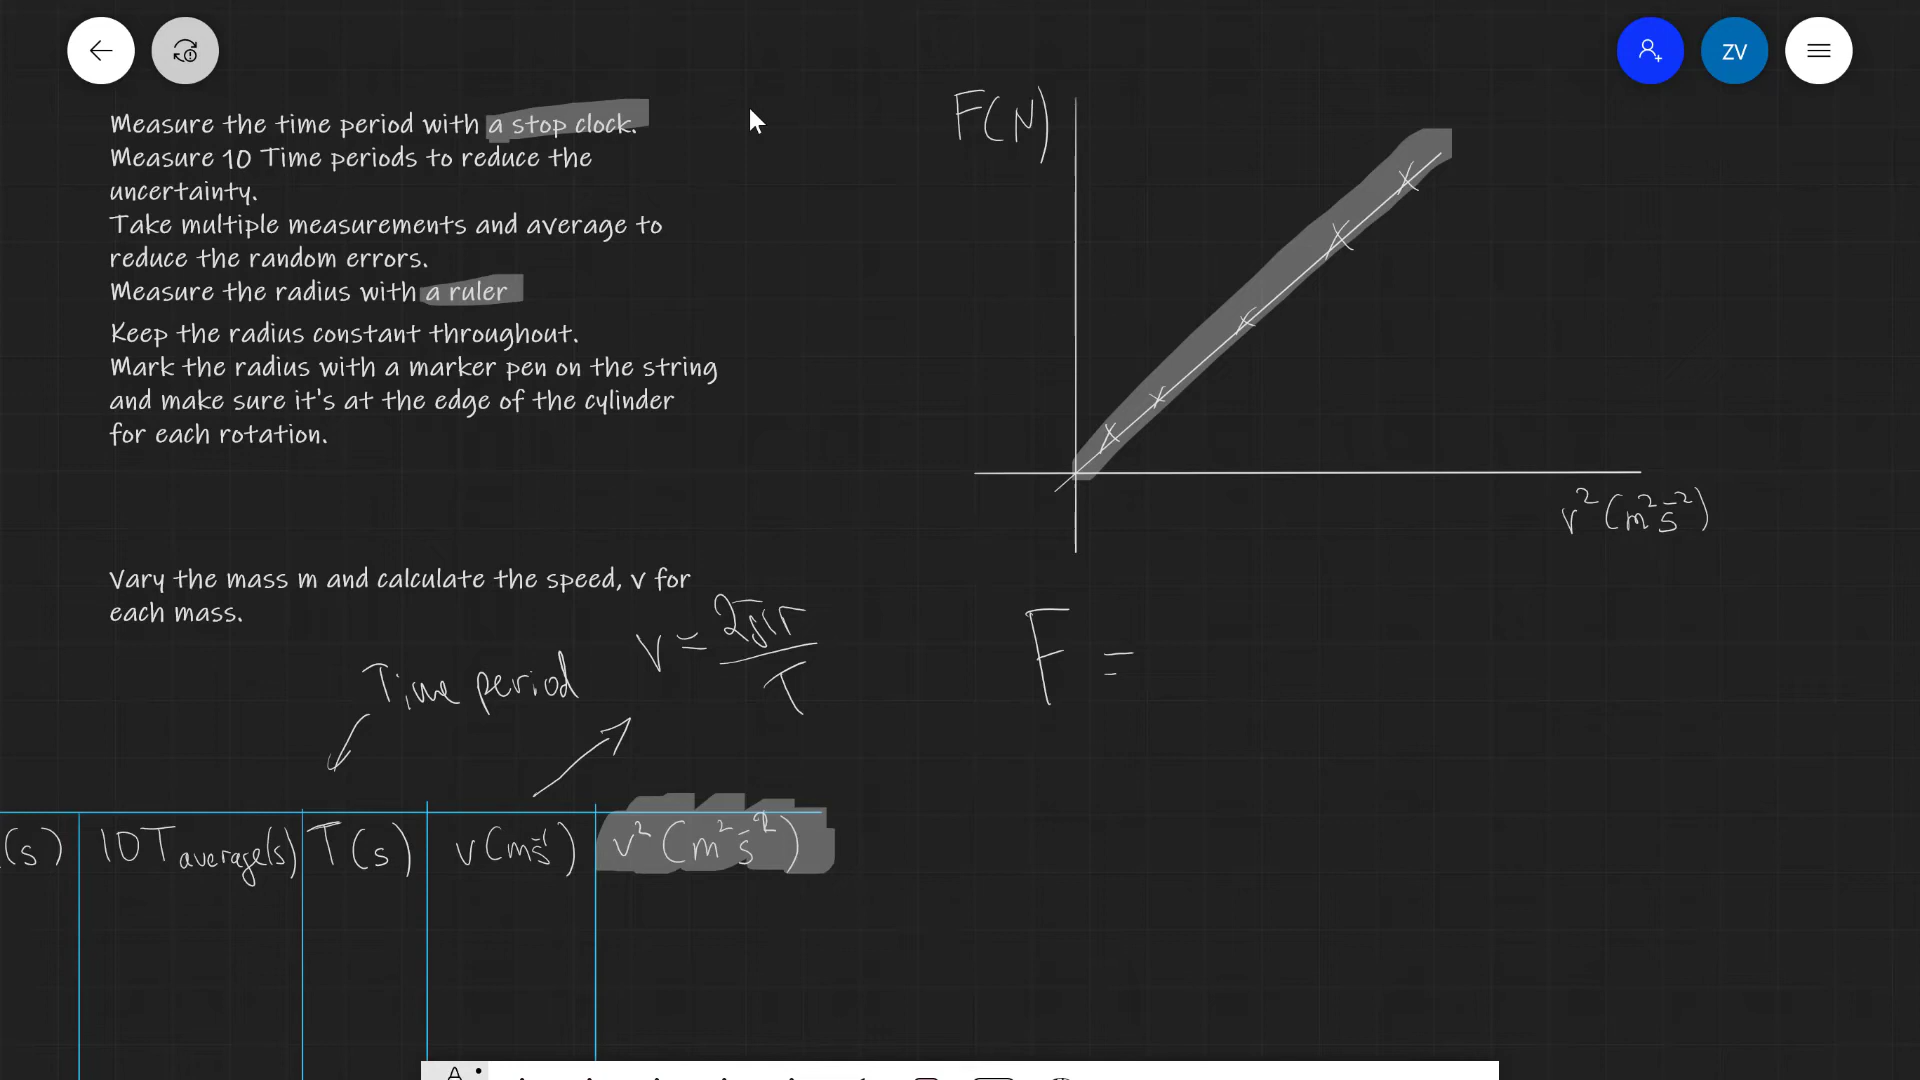 ZV
Measure the time period with a stop clock.
Measure 10 Time periods to reduce the
uncertainty.
Take multiple measurements and average to
reduce the random errors.
Measure the radius with a ruler
Keep the radius constant throughout.
Mark the radius with a marker pen on the string
and make sure it's at the edge of the cylinder
for each rotation.
Vary the mass m and calculate the speed, v for
each mass.
Time period
v = 2πr / T
(s) 10T average(s) T(s) v(ms⁻¹) v²(m²s⁻²)
F(N)
v²(m²s⁻²)
F =